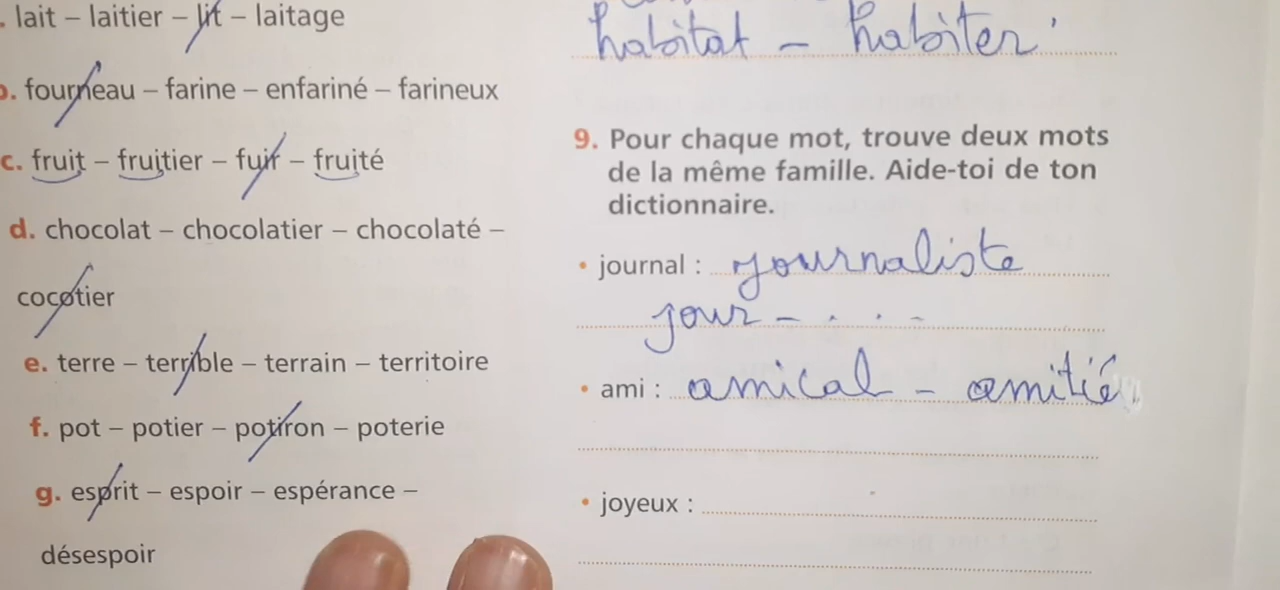 . lait – laitier – lit – laitage
b. fourneau – farine – enfariné – farineux
c. fruit – fruitier – fuir – fruité
d. chocolat – chocolatier – chocolaté –
cocotier
e. terre – terrible – terrain – territoire
f. pot – potier – potiron – poterie
g. esprit – espoir – espérance –
désespoir
habitat – habiter
9. Pour chaque mot, trouve deux mots
de la même famille. Aide-toi de ton
dictionnaire.
• journal : journaliste
jour – . . . –
• ami : amical – amitié
• joyeux :